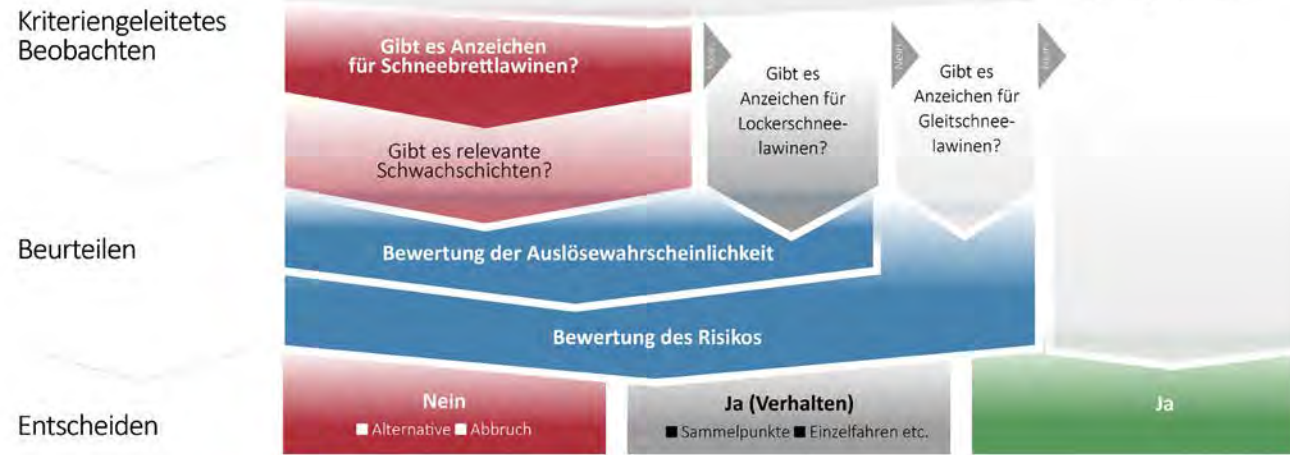 Kriteriengeleitetes
Beobachten
Gibt es Anzeichen
für Schneebrettlawinen?
Nein
Gibt es
Anzeichen für
Lockerschnee-
lawinen?
Nein
Gibt es
Anzeichen für
Gleitschnee-
lawinen?
Nein
Gibt es relevante
Schwachschichten?
Beurteilen
Bewertung der Auslösewahrscheinlichkeit
Bewertung des Risikos
Entscheiden
Nein
■ Alternative ■ Abbruch
Ja (Verhalten)
■ Sammelpunkte ■ Einzelfahren etc.
Ja